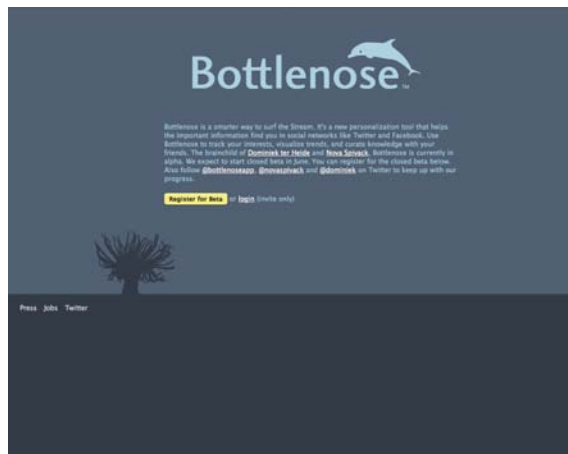 Bottlenose™
Bottlenose is a smarter way to surf the Stream. It's a new personalization tool that helps
the important information find you in social networks like Twitter and Facebook. Use
Bottlenose to track your interests, visualize trends, and curate knowledge with your
friends. The brainchild of Dominiek ter Heide and Nova Spivack, Bottlenose is currently in
alpha. We expect to start closed beta in June. You can register for the closed beta below.
Also follow @bottlenoseapp, @novaspivack and @dominiek on Twitter to keep up with our
progress.
Register for Beta or login (invite only)
Press Jobs Twitter